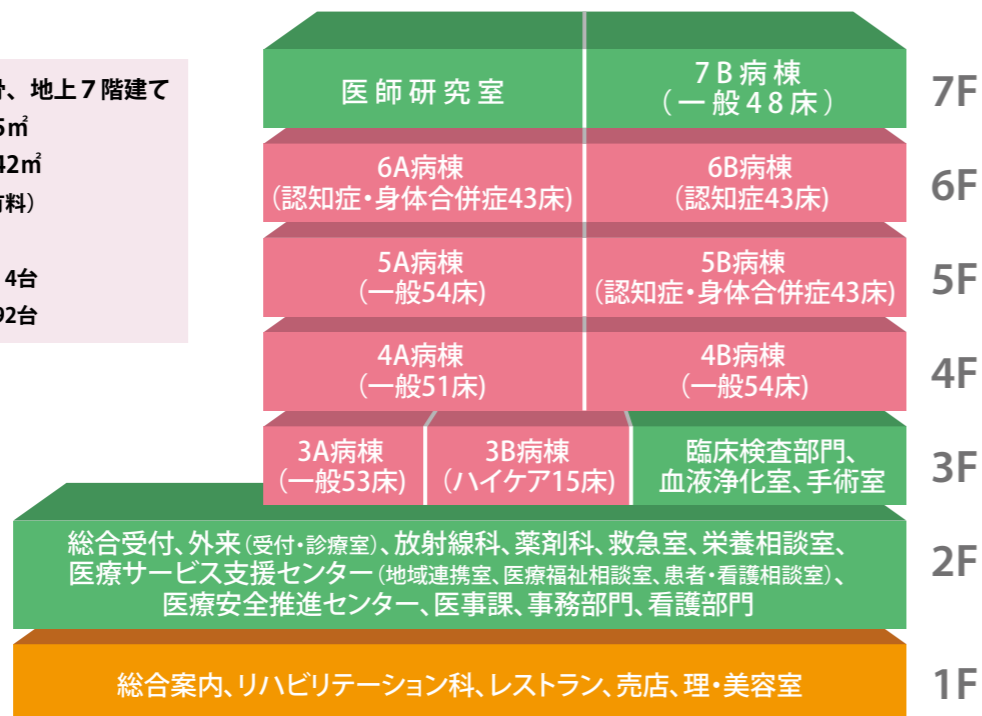 骨、地上7階建て
5㎡
42㎡
有料）
4台
92台
医師研究室
7B病棟
（一般48床）
7F
6A病棟
（認知症・身体合併症43床)
6B病棟
（認知症43床)
6F
5A病棟
（一般54床)
5B病棟
（認知症・身体合併症43床)
5F
4A病棟
（一般51床)
4B病棟
（一般54床)
4F
3A病棟
（一般53床)
3B病棟
（ハイケア15床)
臨床検査部門、
血液浄化室、手術室
3F
総合受付、外来（受付・診療室）、放射線科、薬剤科、救急室、栄養相談室、
医療サービス支援センター（地域連携室、医療福祉相談室、患者・看護相談室）、
医療安全推進センター、医事課、事務部門、看護部門
2F
総合案内、リハビリテーション科、レストラン、売店、理・美容室
1F